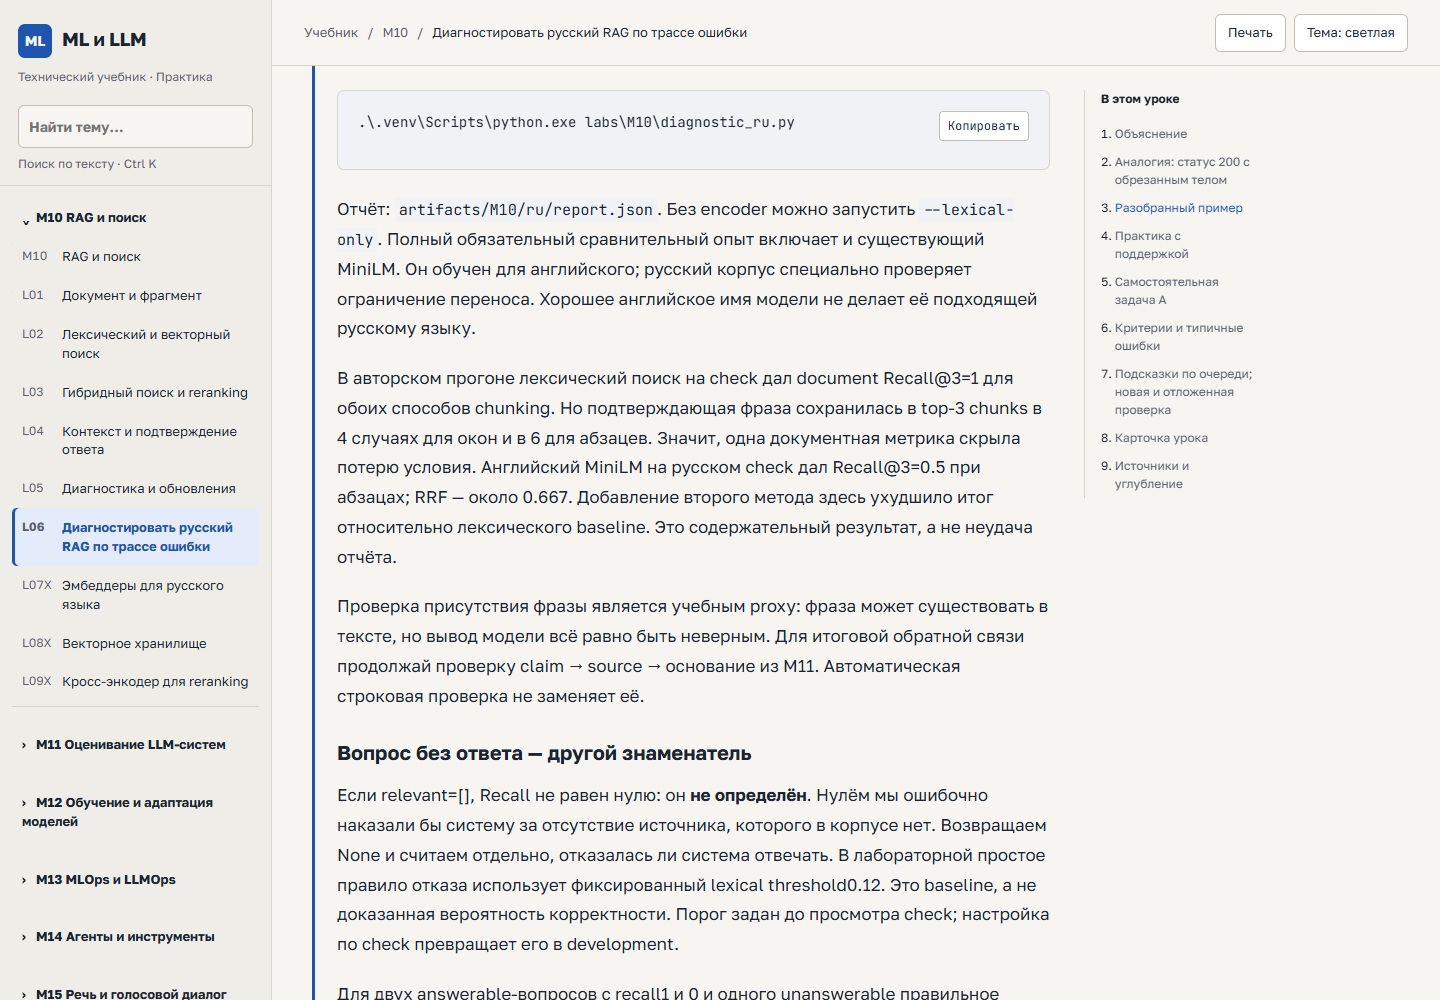 ML
ML и LLM
Технический учебник · Практика
Найти тему...
Поиск по тексту · Ctrl K
M10 RAG и поиск
M10 RAG и поиск
L01 Документ и фрагмент
L02 Лексический и векторный
поиск
L03 Гибридный поиск и reranking
L04 Контекст и подтверждение
ответа
L05 Диагностика и обновления
L06 Диагностировать русский
RAG по трассе ошибки
L07X Эмбеддеры для русского
языка
L08X Векторное хранилище
L09X Кросс-энкодер для reranking
› M11 Оценивание LLM-систем
› M12 Обучение и адаптация
моделей
› M13 MLOps и LLMOps
› M14 Агенты и инструменты
› M15 Речь и голосовой диалог
Учебник / M10 / Диагностировать русский RAG по трассе ошибки
Печать
Тема: светлая
.\.venv\Scripts\python.exe labs\M10\diagnostic_ru.py
Копировать
Отчёт: artifacts/M10/ru/report.json. Без encoder можно запустить --lexical-
only. Полный обязательный сравнительный опыт включает и существующий
MiniLM. Он обучен для английского; русский корпус специально проверяет
ограничение переноса. Хорошее английское имя модели не делает её подходящей
русскому языку.
В авторском прогоне лексический поиск на check дал document Recall@3=1 для
обоих способов chunking. Но подтверждающая фраза сохранилась в top-3 chunks в
4 случаях для окон и в 6 для абзацев. Значит, одна документная метрика скрыла
потерю условия. Английский MiniLM на русском check дал Recall@3=0.5 при
абзацах; RRF — около 0.667. Добавление второго метода здесь ухудшило итог
относительно лексического baseline. Это содержательный результат, а не неудача
отчёта.
Проверка присутствия фразы является учебным proxy: фраза может существовать в
тексте, но вывод модели всё равно быть неверным. Для итоговой обратной связи
продолжай проверку claim → source → основание из M11. Автоматическая
строковая проверка не заменяет её.
Вопрос без ответа — другой знаменатель
Если relevant=[], Recall не равен нулю: он не определён. Нулём мы ошибочно
наказали бы систему за отсутствие источника, которого в корпусе нет. Возвращаем
None и считаем отдельно, отказалась ли система отвечать. В лабораторной простое
правило отказа использует фиксированный lexical threshold0.12. Это baseline, а не
доказанная вероятность корректности. Порог задан до просмотра check; настройка
по check превращает его в development.
Для двух answerable-вопросов с recall1 и 0 и одного unanswerable правильное
В этом уроке
1. Объяснение
2. Аналогия: статус 200 с
обрезанным телом
3. Разобранный пример
4. Практика с
поддержкой
5. Самостоятельная
задача A
6. Критерии и типичные
ошибки
7. Подсказки по очереди;
новая и отложенная
проверка
8. Карточка урока
9. Источники и
углубление